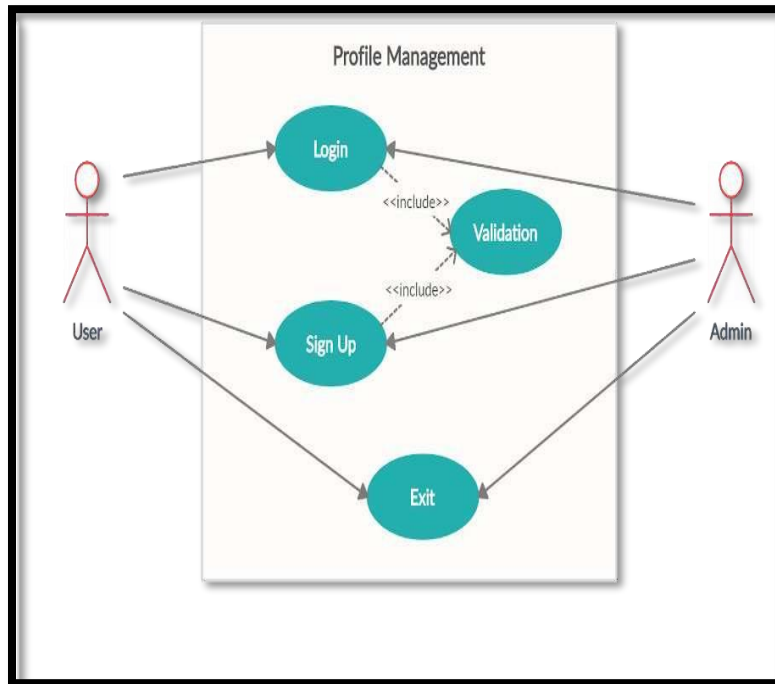 Profile Management
Login
<<include>>
Validation
<<include>>
Sign Up
User
Admin
Exit